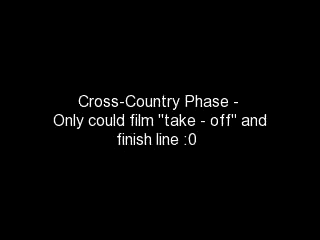 Cross-Country Phase -
Only could film "take - off" and
finish line :0